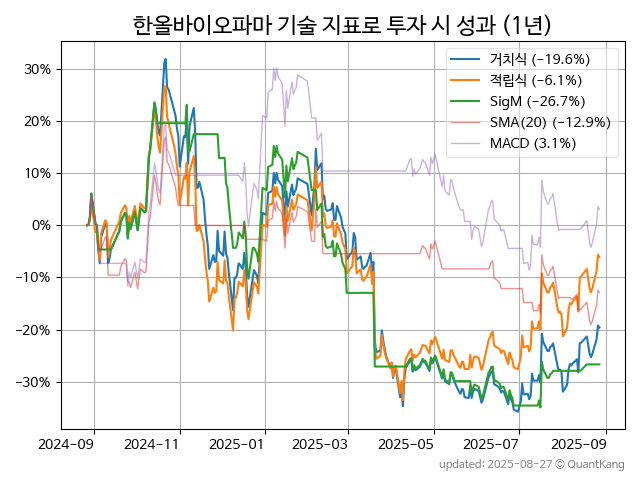 한올바이오파마 기술 지표로 투자 시 성과 (1년)
거치식 (-19.6%)
적립식 (-6.1%)
SigM (-26.7%)
SMA(20) (-12.9%)
MACD (3.1%)
30%
20%
10%
0%
-10%
-20%
-30%
2024-09 2024-11 2025-01 2025-03 2025-05 2025-07 2025-09
updated: 2025-08-27 © QuantKang